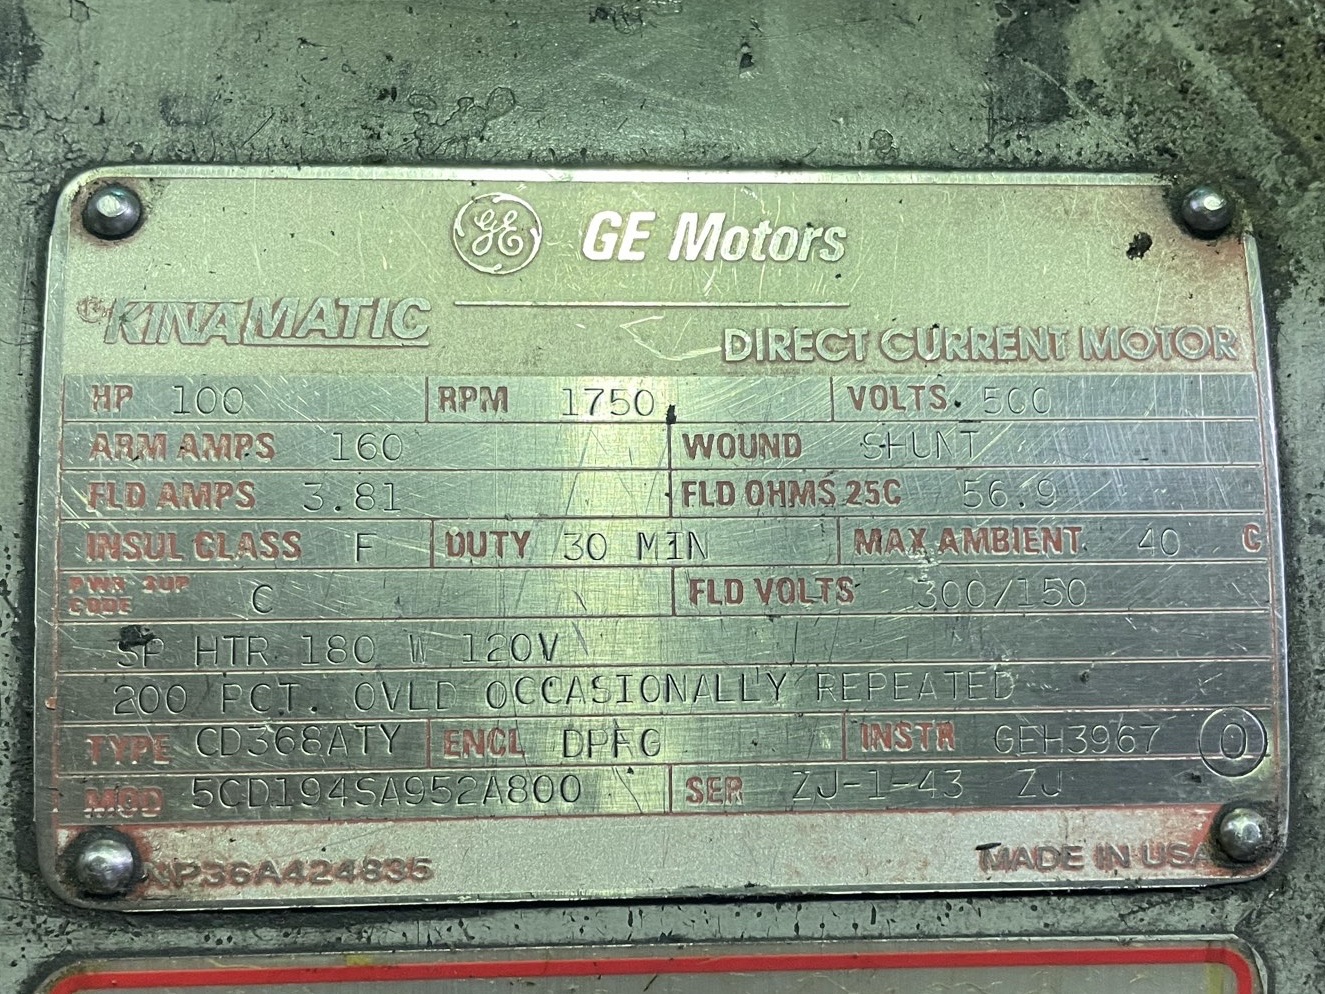 GE GE Motors
KINAMATIC
DIRECT CURRENT MOTOR
HP 100 RPM 1750 VOLTS 500
ARM AMPS 160 WOUND SHUNT
FLD AMPS 3.81 FLD OHMS 25C 56.9
INSUL CLASS F DUTY 30 MIN MAX AMBIENT 40 C
PWR SUP CODE C FLD VOLTS 300/150
SP HTR 180 W 120V
200 PCT. OVLD OCCASIONALLY REPEATED
TYPE CD368ATY ENCL DPFG INSTR GEH3967 O
MOD 5CD194SA952A800 SER ZJ-1-43 ZJ
NP36A424835 MADE IN USA